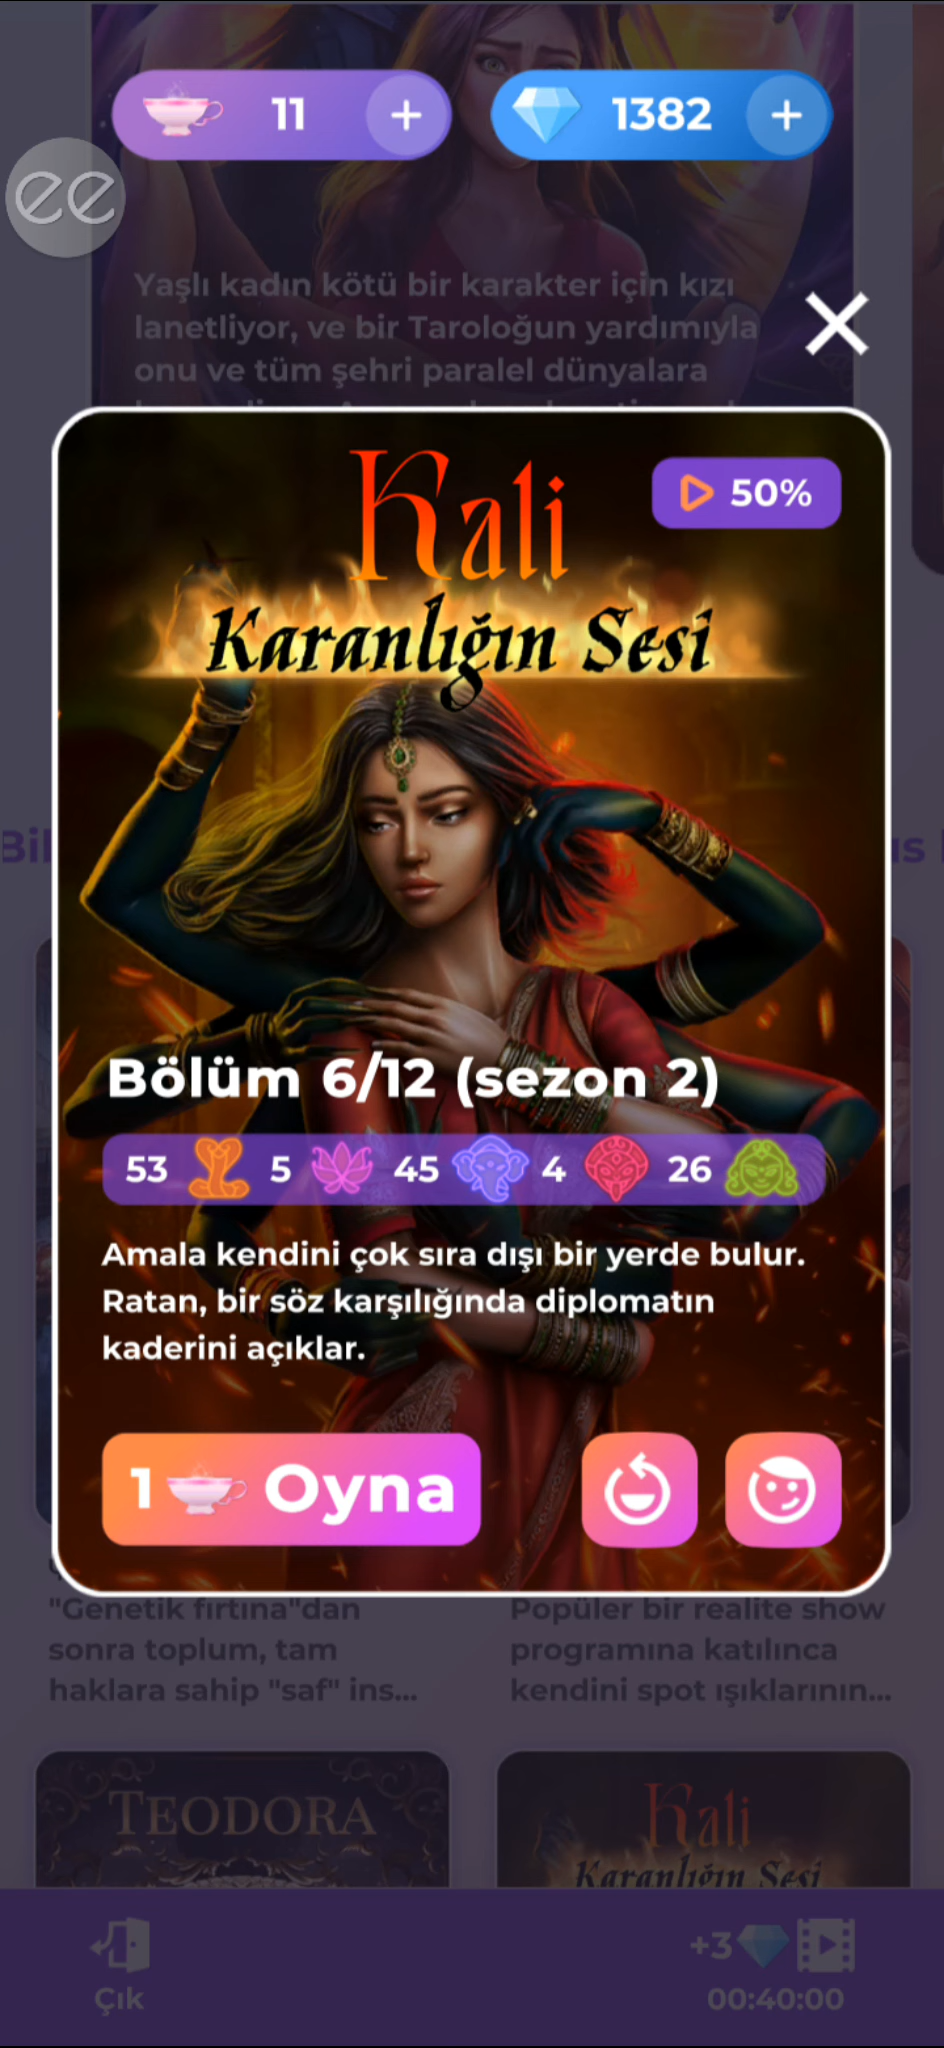 11 +
1382 +
ee
Yaşlı kadın kötü bir karakter için kızı
lanetliyor, ve bir Taroloğun yardımıyla
onu ve tüm şehri paralel dünyalara
50%
Kali
Karanlığın Sesi
Bil
us
Bölüm 6/12 (sezon 2)
53 5 45 4 26
Amala kendini çok sıra dışı bir yerde bulur.
Ratan, bir söz karşılığında diplomatın
kaderini açıklar.
1 Oyna
"Genetik fırtına"dan
sonra toplum, tam
haklara sahip "saf" ins...
Popüler bir realite show
programına katılınca
kendini spot ışıklarının...
TEODORA
Kali
Karanlığın Sesi
Çık
+3
00:40:00